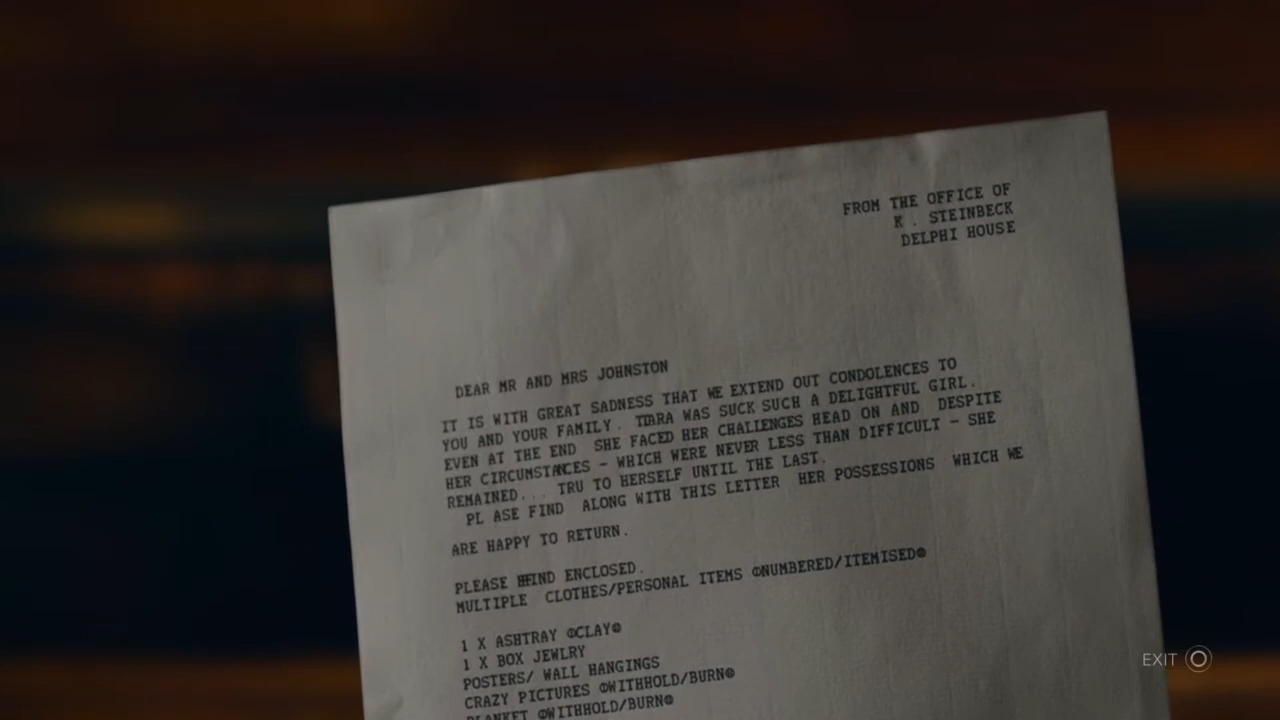 FROM THE OFFICE OF
K . STEINBECK
DELPHI HOUSE
DEAR MR AND MRS JOHNSTON
IT IS WITH GREAT SADNESS THAT WE EXTEND OUT CONDOLENCES TO
YOU AND YOUR FAMILY. TIARA WAS SUCK SUCH A DELIGHTFUL GIRL.
EVEN AT THE END SHE FACED HER CHALLENGES HEAD ON AND DESPITE
HER CIRCUMSTANCES - WHICH WERE NEVER LESS THAN DIFFICULT - SHE
REMAINED... TRU TO HERSELF UNTIL THE LAST.
PL ASE FIND ALONG WITH THIS LETTER HER POSSESSIONS WHICH WE
ARE HAPPY TO RETURN.
PLEASE FIND ENCLOSED.
MULTIPLE CLOTHES/PERSONAL ITEMS @NUMBERED/ITEMISED@
1 X ASHTRAY @CLAY@
1 X BOX JEWLRY
POSTERS/ WALL HANGINGS
CRAZY PICTURES @WITHHOLD/BURN@
BLANKET @WITHHOLD/BURN@
EXIT